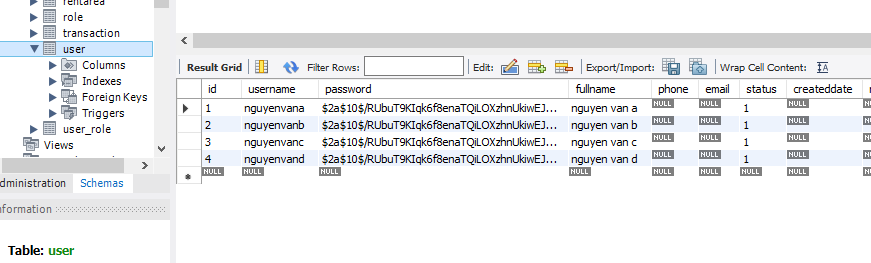 rentarea
role
transaction
user
Columns
Indexes
Foreign Keys
Triggers
user_role
Views
Administration Schemas
Information
Table: user
Result Grid Filter Rows: Edit: Export/Import: Wrap Cell Content: IA
id username password fullname phone email status createddate
1 nguyenvana $2a$10$/RUbuT9KIqk6f8enaTQiLOXzhnUkiwEJ... nguyen van a NULL NULL 1 NULL
2 nguyenvanb $2a$10$/RUbuT9KIqk6f8enaTQiLOXzhnUkiwEJ... nguyen van b NULL NULL 1 NULL
3 nguyenvanc $2a$10$/RUbuT9KIqk6f8enaTQiLOXzhnUkiwEJ... nguyen van c NULL NULL 1 NULL
4 nguyenvand $2a$10$/RUbuT9KIqk6f8enaTQiLOXzhnUkiwEJ... nguyen van d NULL NULL 1 NULL
NULL NULL NULL NULL NULL NULL NULL NULL